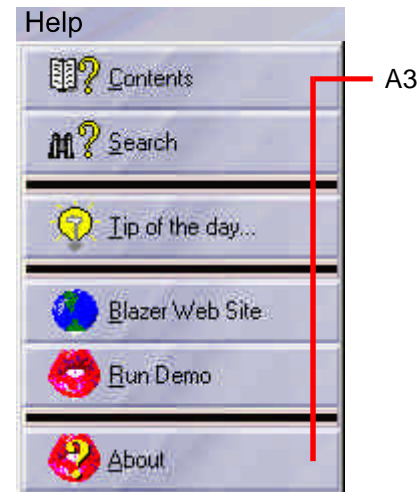 Help
Contents
A3
Search
Tip of the day...
Blazer Web Site
Run Demo
About